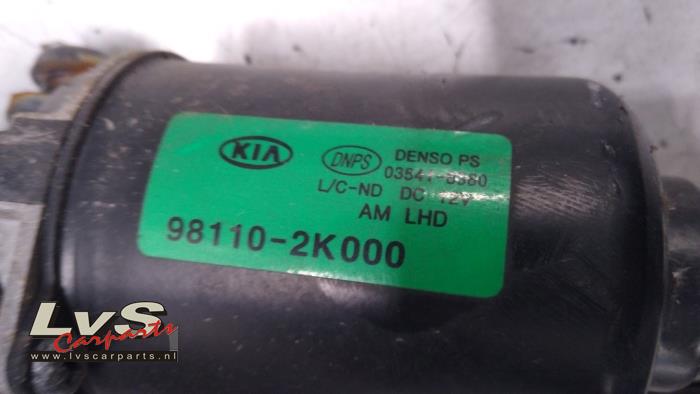 KIA
DNPS DENSO PS
L/C-ND DC 12V
AM LHD
98110-2K000
LvS
Carparts
www.lvscarparts.nl